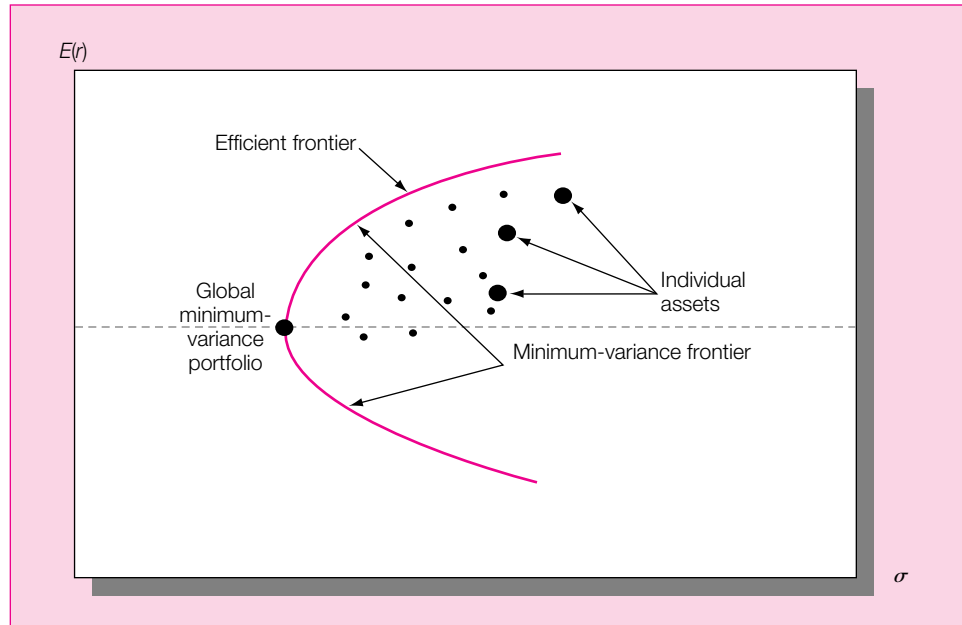 E(r)
Efficient frontier
Global
minimum-
variance
portfolio
Individual
assets
Minimum-variance frontier
σ